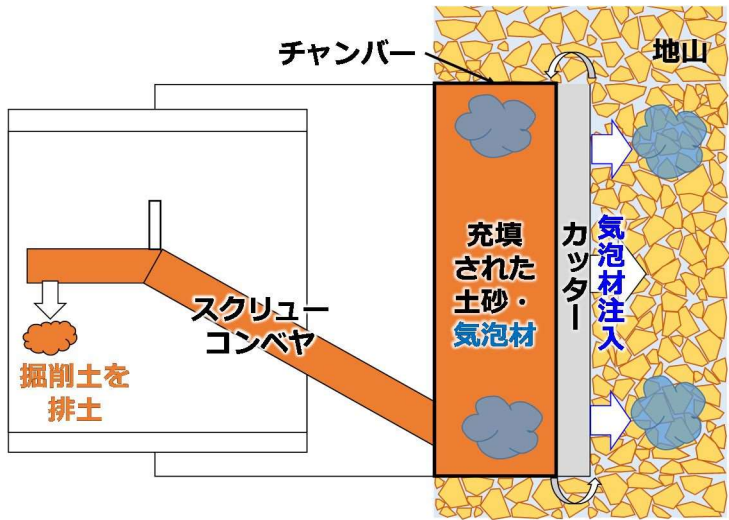 チャンバー
地山
充填
された
土砂・
気泡材
カッター
気泡材注入
スクリュー
コンベヤ
掘削土を
排土